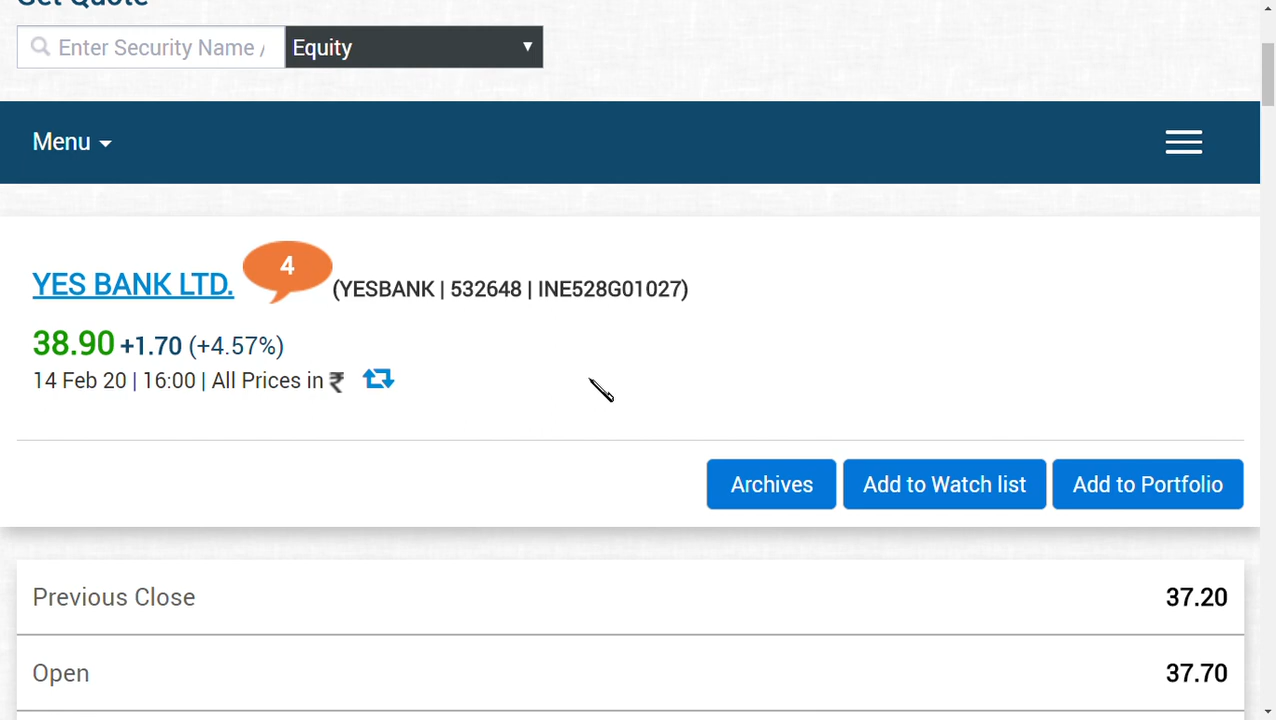 Get Quote
Enter Security Name /
Equity
Menu
YES BANK LTD.
4
(YESBANK | 532648 | INE528G01027)
38.90 +1.70 (+4.57%)
14 Feb 20 | 16:00 | All Prices in ₹
Archives
Add to Watch list
Add to Portfolio
Previous Close 37.20
Open 37.70